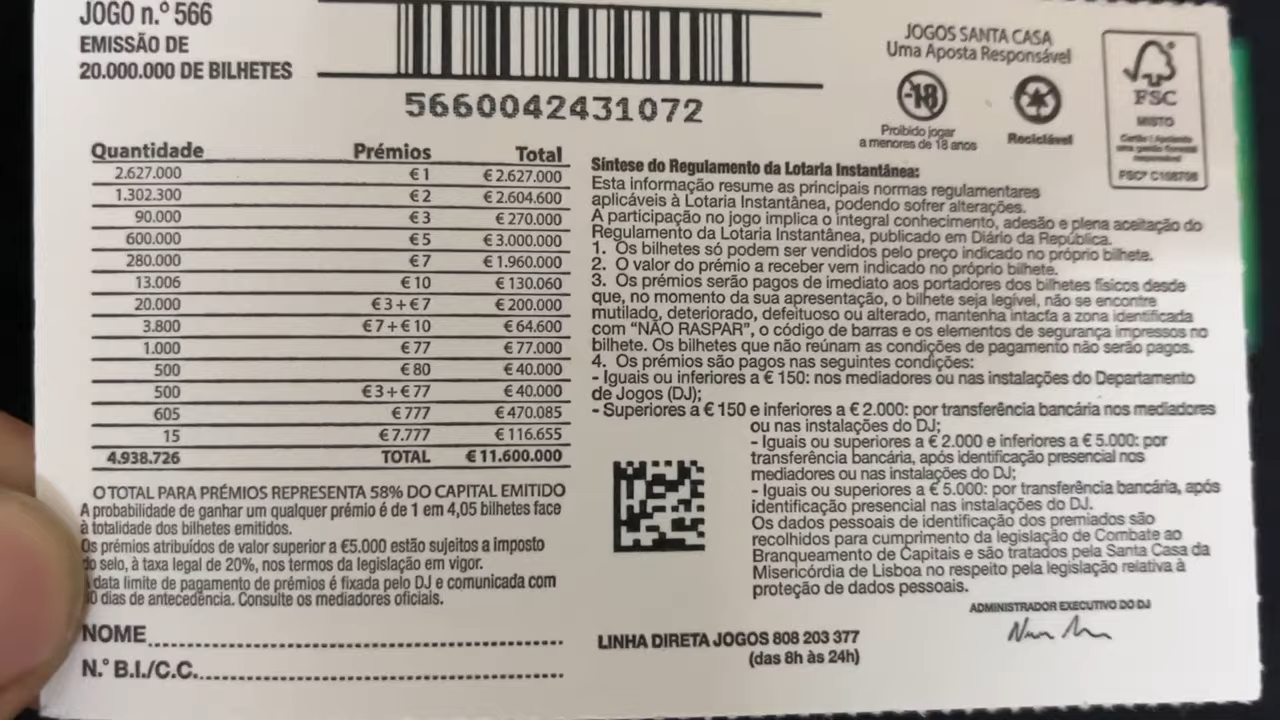 JOGO n.º 566
EMISSÃO DE
20.000.000 DE BILHETES
5660042431072
JOGOS SANTA CASA
Uma Aposta Responsável
-18
Proibido jogar
a menores de 18 anos
Reciclável
FSC
MISTO
FSC® C108706
Quantidade Prémios Total
2.627.000 €1 €2.627.000
1.302.300 €2 €2.604.600
90.000 €3 €270.000
600.000 €5 €3.000.000
280.000 €7 €1.960.000
13.006 €10 €130.060
20.000 €3+€7 €200.000
3.800 €7+€10 €64.600
1.000 €77 €77.000
500 €80 €40.000
500 €3+€77 €40.000
605 €777 €470.085
15 €7.777 €116.655
4.938.726 TOTAL €11.600.000
O TOTAL PARA PRÉMIOS REPRESENTA 58% DO CAPITAL EMITIDO
A probabilidade de ganhar um qualquer prémio é de 1 em 4,05 bilhetes face
à totalidade dos bilhetes emitidos.
Os prémios atribuídos de valor superior a €5.000 estão sujeitos a imposto
do selo, à taxa legal de 20%, nos termos da legislação em vigor.
data limite de pagamento de prémios é fixada pelo DJ e comunicada com
dias de antecedência. Consulte os mediadores oficiais.
NOME
N.º B.I./C.C.
Síntese do Regulamento da Lotaria Instantânea:
Esta informação resume as principais normas regulamentares
aplicáveis à Lotaria Instantânea, podendo sofrer alterações.
A participação no jogo implica o integral conhecimento, adesão e plena aceitação do
Regulamento da Lotaria Instantânea, publicado em Diário da República.
1. Os bilhetes só podem ser vendidos pelo preço indicado no próprio bilhete.
2. O valor do prémio a receber vem indicado no próprio bilhete.
3. Os prémios serão pagos de imediato aos portadores dos bilhetes físicos desde
que, no momento da sua apresentação, o bilhete seja legível, não se encontre
mutilado, deteriorado, defeituoso ou alterado, mantenha intacta a zona identificada
com "NÃO RASPAR", o código de barras e os elementos de segurança impressos no
bilhete. Os bilhetes que não reúnam as condições de pagamento não serão pagos.
4. Os prémios são pagos nas seguintes condições:
- Iguais ou inferiores a € 150: nos mediadores ou nas instalações do Departamento
de Jogos (DJ);
- Superiores a € 150 e inferiores a € 2.000: por transferência bancária nos mediadores
ou nas instalações do DJ;
- Iguais ou superiores a € 2.000 e inferiores a € 5.000: por
transferência bancária, após identificação presencial nos
mediadores ou nas instalações do DJ;
- Iguais ou superiores a € 5.000: por transferência bancária, após
identificação presencial nas instalações do DJ.
Os dados pessoais de identificação dos premiados são
recolhidos para cumprimento da legislação de Combate ao
Branqueamento de Capitais e são tratados pela Santa Casa da
Misericórdia de Lisboa no respeito pela legislação relativa à
proteção de dados pessoais.
ADMINISTRADOR EXECUTIVO DO DJ
LINHA DIRETA JOGOS 808 203 377
(das 8h às 24h)